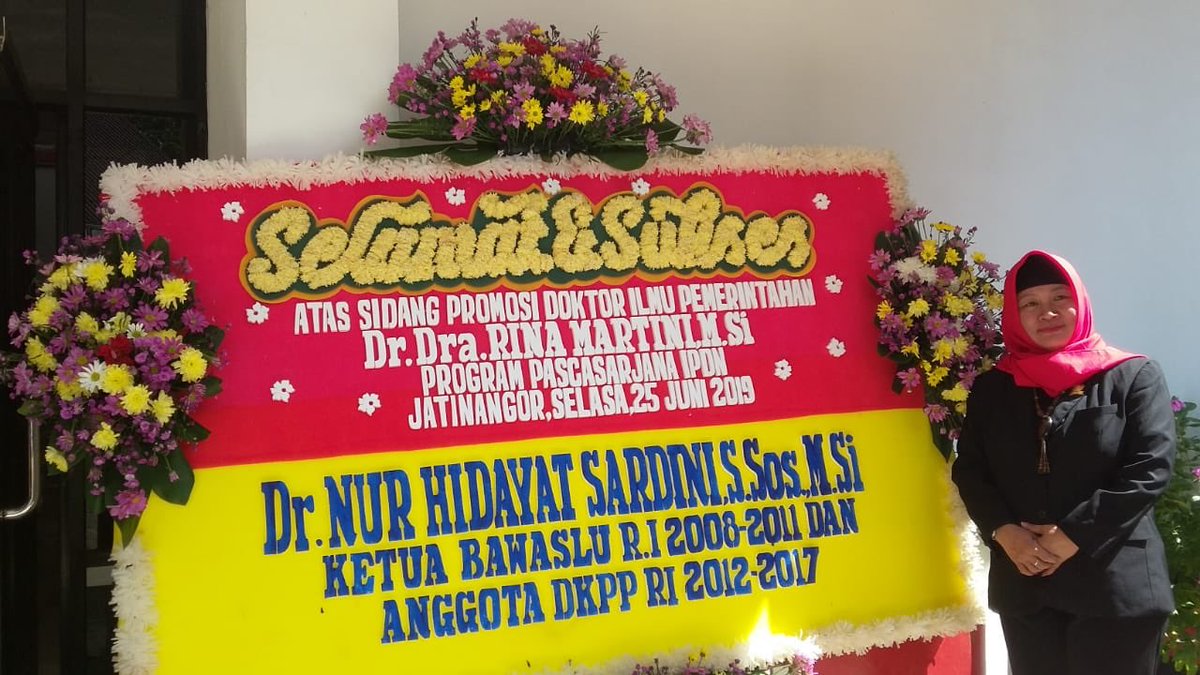 Selamat & Sukses
ATAS SIDANG PROMOSI DOKTOR ILMU PEMERINTAHAN
Dr.Dra.RINA MARTINI,M.Si
PROGRAM PASCASARJANA IPDN
JATINANGOR,SELASA,25 JUNI 2019
Dr.NUR HIDAYAT SARDINI,S.Sos.,M.Si
KETUA BAWASLU R.I 2008-2011 DAN
ANGGOTA DKPP RI 2012-2017